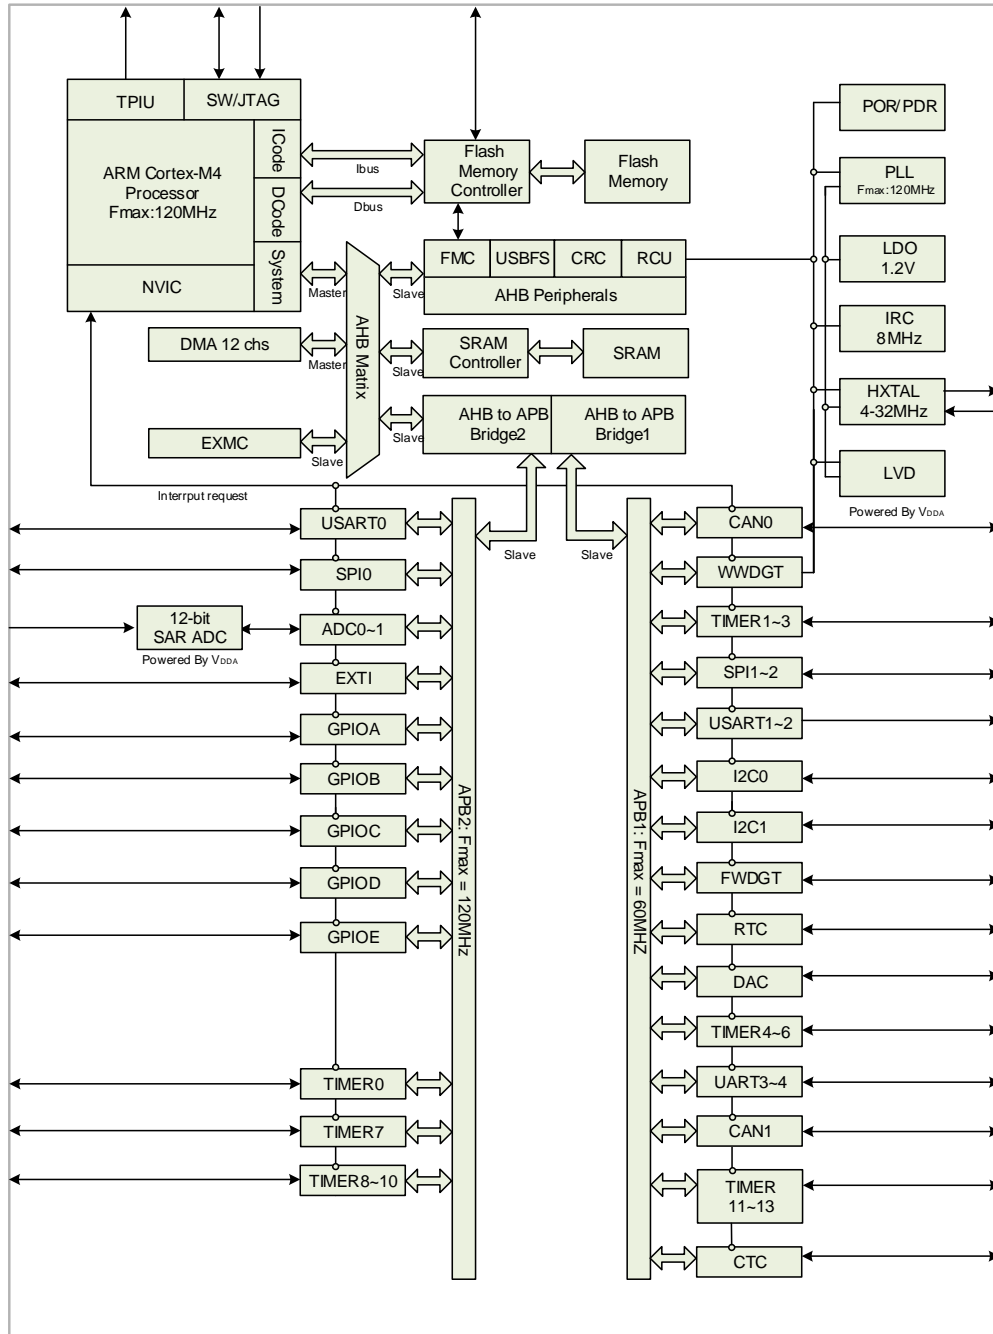 TPIU
SW/JTAG
ARM Cortex-M4
Processor
Fmax:120MHz
ICode
DCode
System
NVIC
Ibus
Dbus
Flash
Memory
Controller
Flash
Memory
POR/PDR
PLL
Fmax:120MHz
LDO
1.2V
IRC
8MHz
HXTAL
4-32MHz
LVD
Powered By VDDA
FMC
USBFS
CRC
RCU
AHB Peripherals
Master
Slave
AHB Matrix
DMA 12 chs
Master
Slave
SRAM
Controller
SRAM
EXMC
Slave
Slave
AHB to APB
Bridge2
AHB to APB
Bridge1
Interrput request
Slave
Slave
USART0
SPI0
12-bit
SAR ADC
Powered By VDDA
ADC0~1
EXTI
GPIOA
GPIOB
GPIOC
GPIOD
GPIOE
TIMER0
TIMER7
TIMER8~10
APB2: Fmax = 120MHz
APB1: Fmax = 60MHZ
CAN0
WWDGT
TIMER1~3
SPI1~2
USART1~2
I2C0
I2C1
FWDGT
RTC
DAC
TIMER4~6
UART3~4
CAN1
TIMER
11~13
CTC